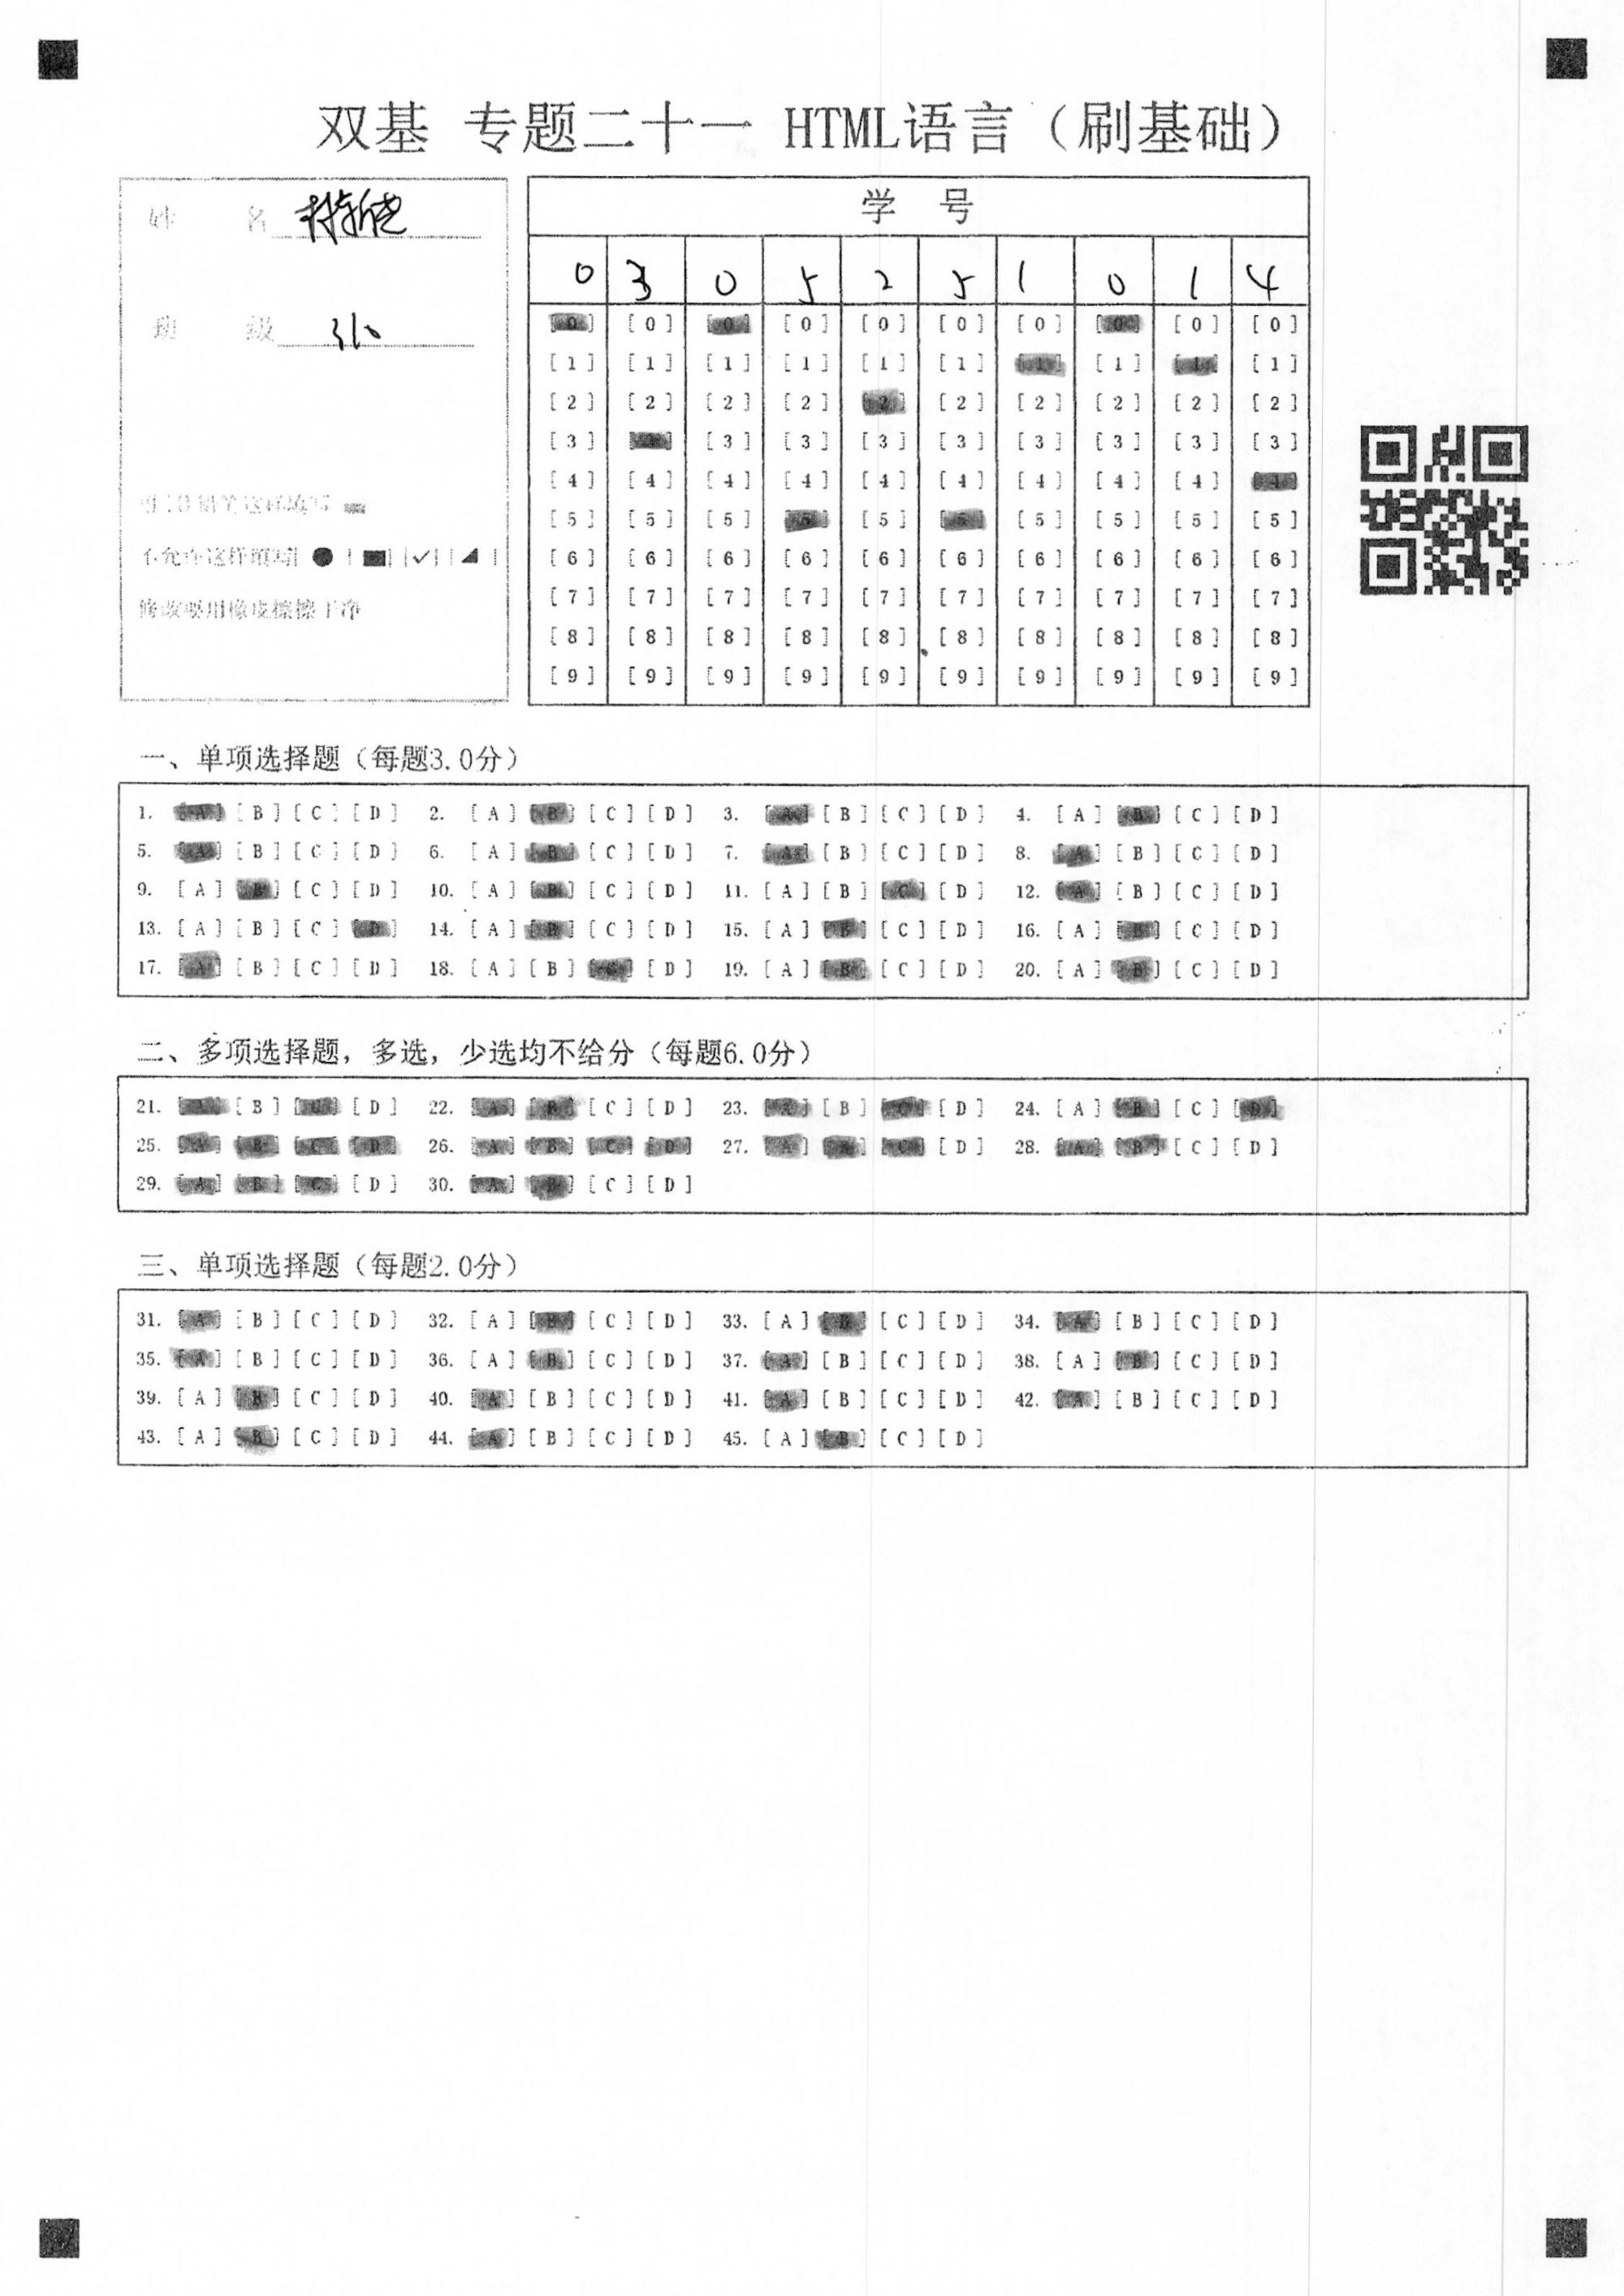 双基 专题二十一 HTML语言（刷基础）
姓 名
班 级
用2B铅笔这样填写
不允许这样填写
修改要用橡皮擦擦干净
学 号
0 3 0 5 2 5 1 0 1 4
[0] [0] [0] [0] [0] [0] [0] [0] [0] [0]
[1] [1] [1] [1] [1] [1] [1] [1] [1] [1]
[2] [2] [2] [2] [2] [2] [2] [2] [2] [2]
[3] [3] [3] [3] [3] [3] [3] [3] [3] [3]
[4] [4] [4] [4] [4] [4] [4] [4] [4] [4]
[5] [5] [5] [5] [5] [5] [5] [5] [5] [5]
[6] [6] [6] [6] [6] [6] [6] [6] [6] [6]
[7] [7] [7] [7] [7] [7] [7] [7] [7] [7]
[8] [8] [8] [8] [8] [8] [8] [8] [8] [8]
[9] [9] [9] [9] [9] [9] [9] [9] [9] [9]
一、单项选择题（每题3.0分）
1. [A] [B] [C] [D] 2. [A] [B] [C] [D] 3. [A] [B] [C] [D] 4. [A] [B] [C] [D]
5. [A] [B] [C] [D] 6. [A] [B] [C] [D] 7. [A] [B] [C] [D] 8. [A] [B] [C] [D]
9. [A] [B] [C] [D] 10. [A] [B] [C] [D] 11. [A] [B] [C] [D] 12. [A] [B] [C] [D]
13. [A] [B] [C] [D] 14. [A] [B] [C] [D] 15. [A] [B] [C] [D] 16. [A] [B] [C] [D]
17. [A] [B] [C] [D] 18. [A] [B] [C] [D] 19. [A] [B] [C] [D] 20. [A] [B] [C] [D]
二、多项选择题，多选，少选均不给分（每题6.0分）
21. [A] [B] [C] [D] 22. [A] [B] [C] [D] 23. [A] [B] [C] [D] 24. [A] [B] [C] [D]
25. [A] [B] [C] [D] 26. [A] [B] [C] [D] 27. [A] [B] [C] [D] 28. [A] [B] [C] [D]
29. [A] [B] [C] [D] 30. [A] [B] [C] [D]
三、单项选择题（每题2.0分）
31. [A] [B] [C] [D] 32. [A] [B] [C] [D] 33. [A] [B] [C] [D] 34. [A] [B] [C] [D]
35. [A] [B] [C] [D] 36. [A] [B] [C] [D] 37. [A] [B] [C] [D] 38. [A] [B] [C] [D]
39. [A] [B] [C] [D] 40. [A] [B] [C] [D] 41. [A] [B] [C] [D] 42. [A] [B] [C] [D]
43. [A] [B] [C] [D] 44. [A] [B] [C] [D] 45. [A] [B] [C] [D]